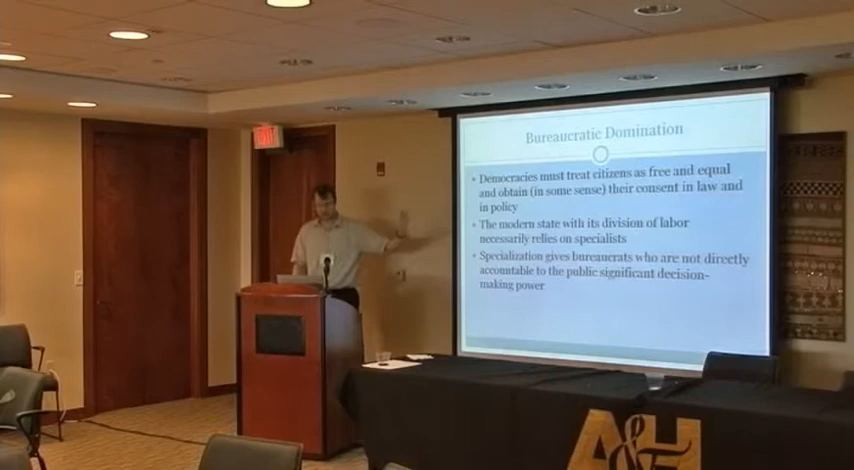 EXIT
Bureaucratic Domination
• Democracies must treat citizens as free and equal
and obtain (in some sense) their consent in law and
in policy
• The modern state with its division of labor
necessarily relies on specialists
• Specialization gives bureaucrats who are not directly
accountable to the public significant decision-
making power
A&H